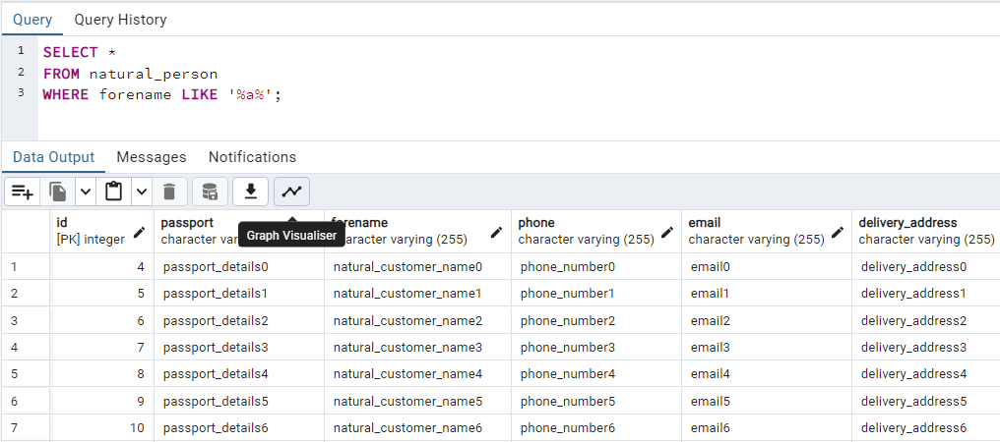 Query Query History
1 SELECT *
2 FROM natural_person
3 WHERE forename LIKE '%a%';
Data Output Messages Notifications
Graph Visualiser
id passport forename phone email delivery_address
[PK] integer character var character varying (255) character varying (255) character varying (255) character varying (255)
1 4 passport_details0 natural_customer_name0 phone_number0 email0 delivery_address0
2 5 passport_details1 natural_customer_name1 phone_number1 email1 delivery_address1
3 6 passport_details2 natural_customer_name2 phone_number2 email2 delivery_address2
4 7 passport_details3 natural_customer_name3 phone_number3 email3 delivery_address3
5 8 passport_details4 natural_customer_name4 phone_number4 email4 delivery_address4
6 9 passport_details5 natural_customer_name5 phone_number5 email5 delivery_address5
7 10 passport_details6 natural_customer_name6 phone_number6 email6 delivery_address6